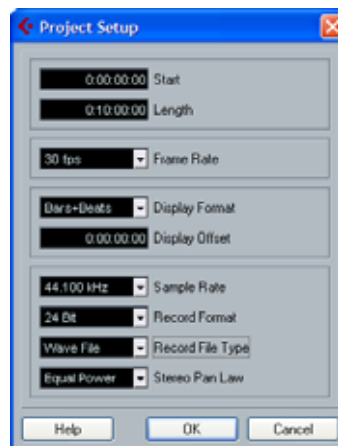 Project Setup
0:00:00:00 Start
0:10:00:00 Length
30 fps Frame Rate
Bars+Beats Display Format
0:00:00:00 Display Offset
44.100 kHz Sample Rate
24 Bit Record Format
Wave File Record File Type
Equal Power Stereo Pan Law
Help OK Cancel